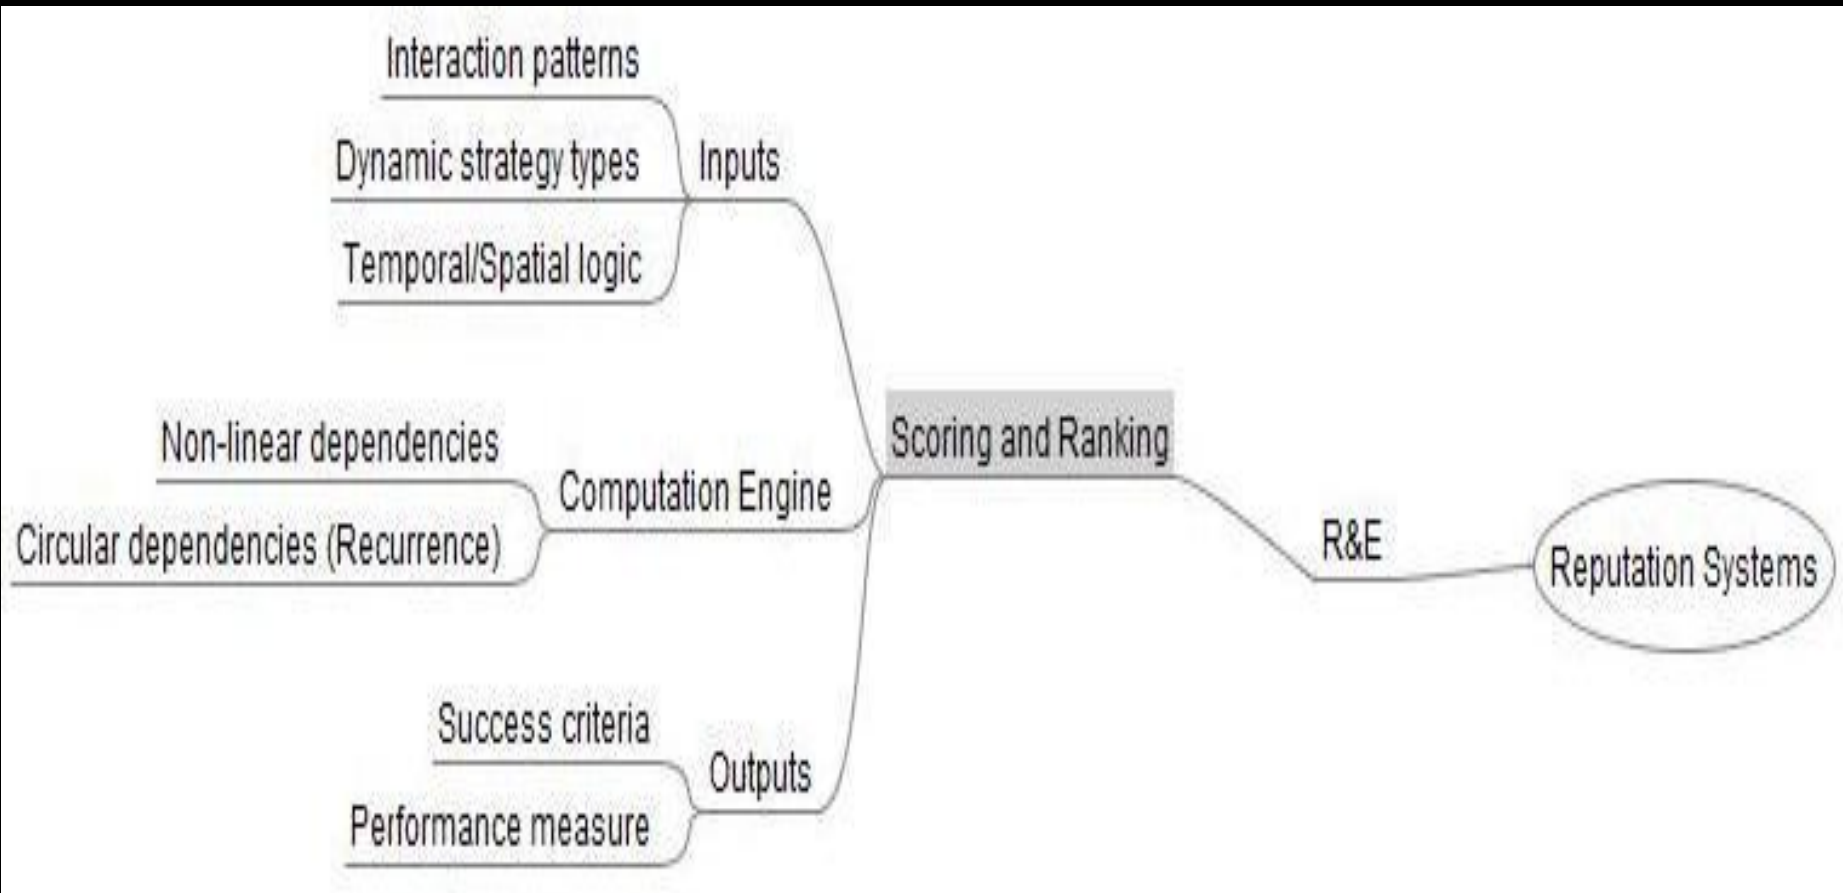 Interaction patterns
Dynamic strategy types
Inputs
Temporal/Spatial logic
Non-linear dependencies
Circular dependencies (Recurrence)
Computation Engine
Scoring and Ranking
R&E
Reputation Systems
Success criteria
Performance measure
Outputs